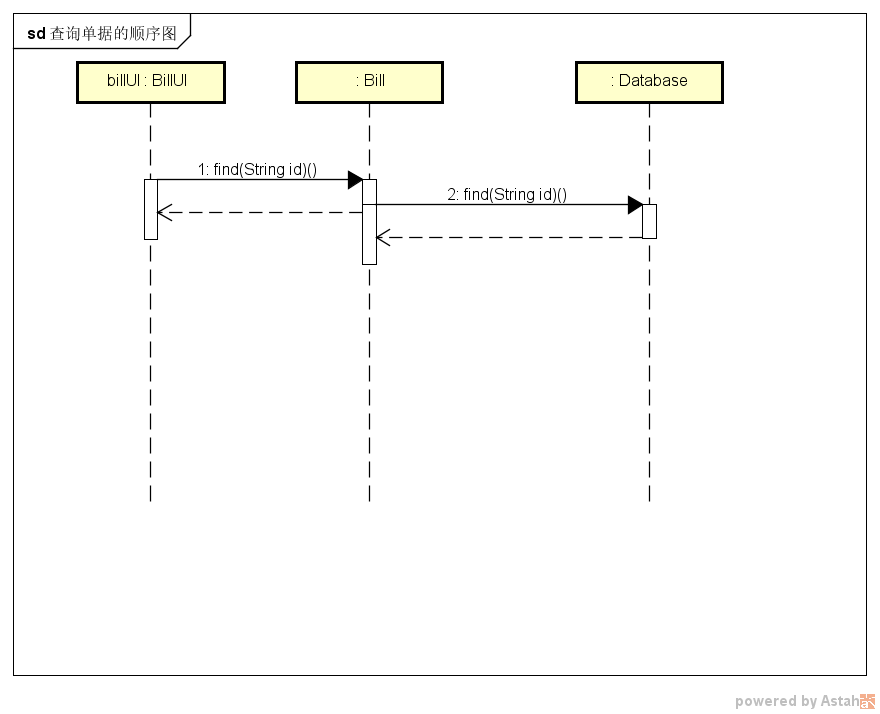 sd 查询单据的顺序图
billUI : BillUI
: Bill
: Database
1: find(String id)()
2: find(String id)()
powered by Astah